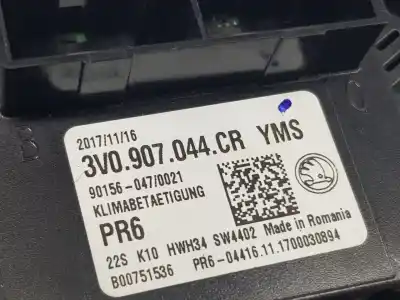 2017/11/16
3V0.907.044.CR YMS
90156-047/0021
KLIMABETAETIGUNG
PR6
22S K10 HWH34 SW4402 Made in Romania
B00751536 PR6-04416.11.1700030894